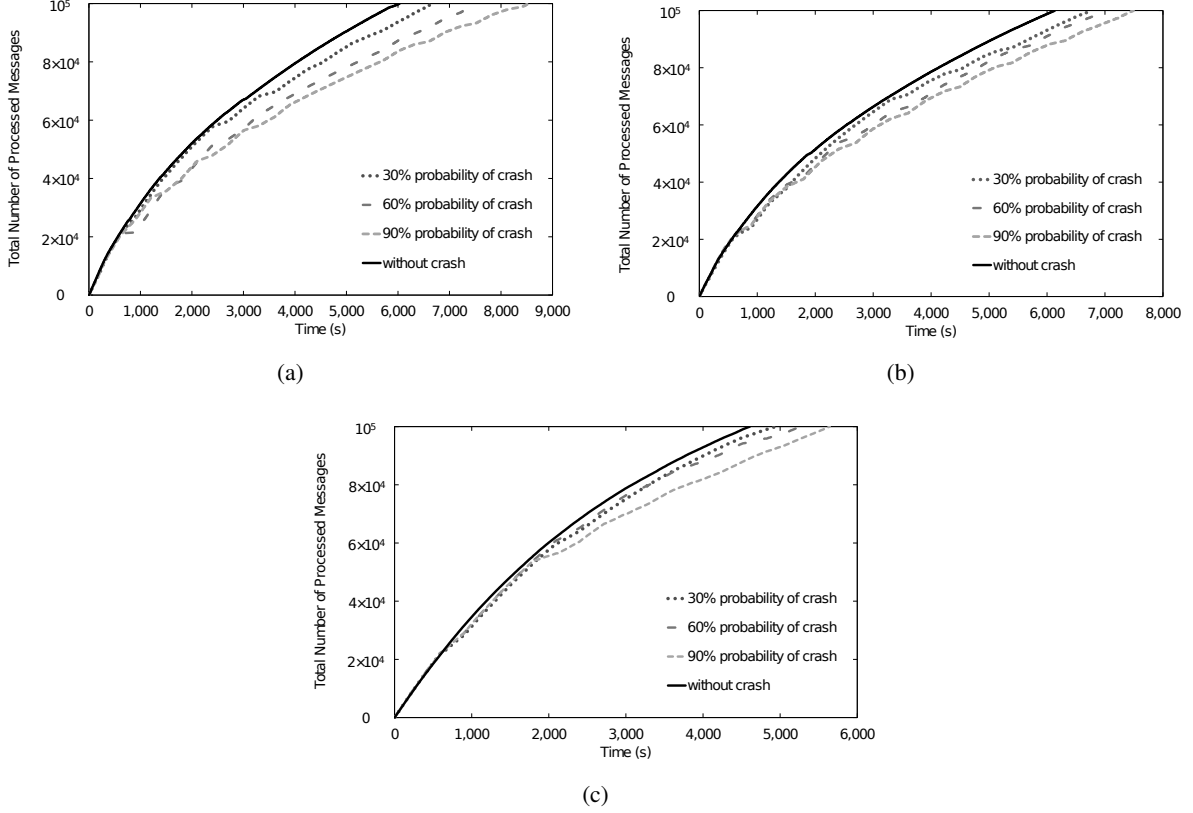 Total Number of Processed Messages
10⁵
8×10⁴
6×10⁴
4×10⁴
2×10⁴
0
30% probability of crash
60% probability of crash
90% probability of crash
without crash
0 1,000 2,000 3,000 4,000 5,000 6,000 7,000 8,000 9,000
Time (s)
(a)
Total Number of Processed Messages
10⁵
8×10⁴
6×10⁴
4×10⁴
2×10⁴
0
30% probability of crash
60% probability of crash
90% probability of crash
without crash
0 1,000 2,000 3,000 4,000 5,000 6,000 7,000 8,000
Time (s)
(b)
Total Number of Processed Messages
10⁵
8×10⁴
6×10⁴
4×10⁴
2×10⁴
0
30% probability of crash
60% probability of crash
90% probability of crash
without crash
0 1,000 2,000 3,000 4,000 5,000 6,000
Time (s)
(c)